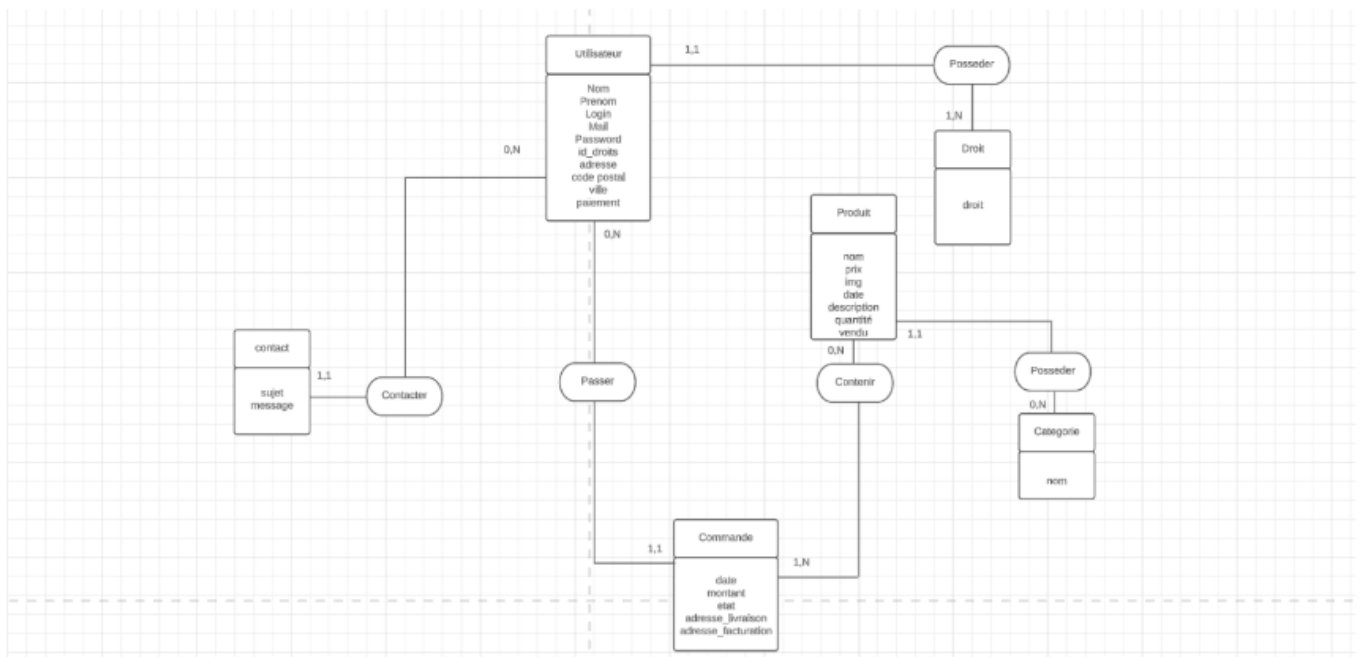 Utilisateur
Nom
Prenom
Login
Mail
Password
id_droits
adresse
code postal
ville
paiement
1,1
Posseder
1,N
Droit
droit
0,N
0,N
Produit
nom
prix
img
date
description
quantité
vendu
1,1
0,N
Posseder
0,N
Categorie
nom
contact
sujet
message
1,1
Contacter
Passer
Contenir
Commande
date
montant
etat
adresse_livraison
adresse_facturation
1,1
1,N